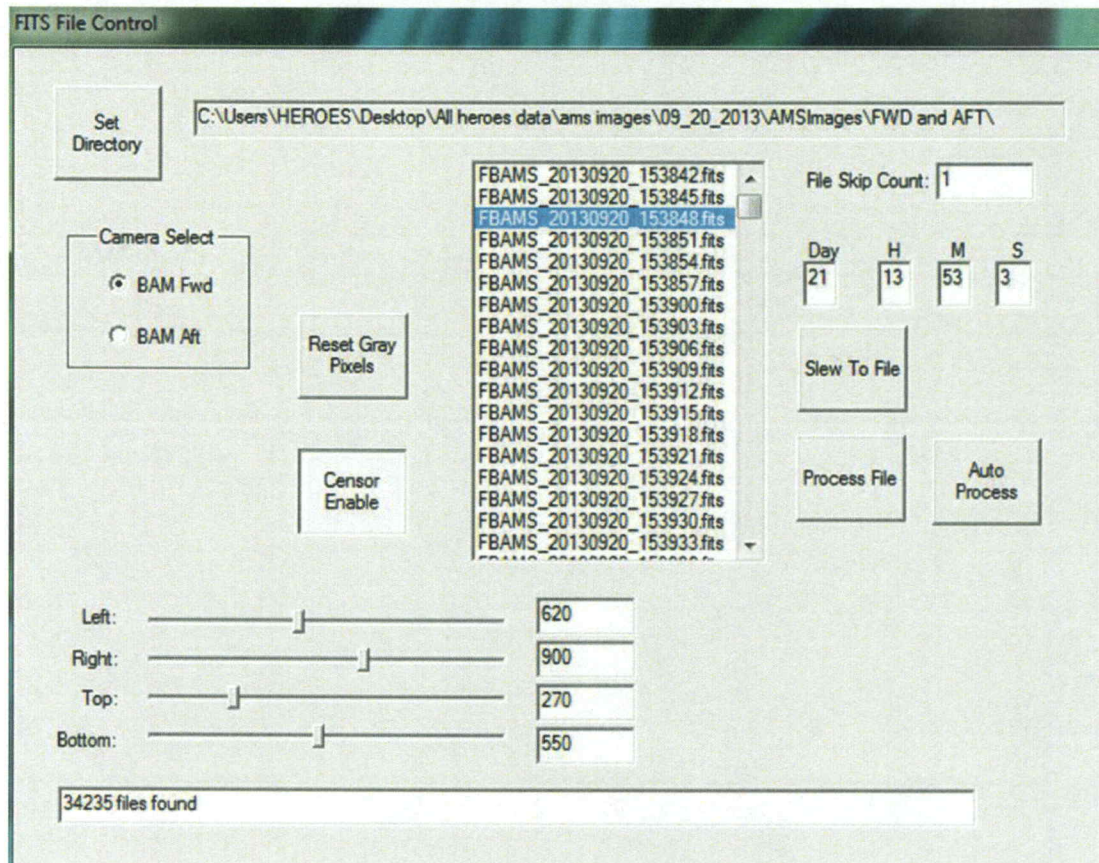 FITS File Control
Set
Directory
C:\Users\HEROES\Desktop\All heroes data\ams images\09_20_2013\AMSImages\FWD and AFT\
Camera Select
BAM Fwd
BAM Aft
Reset Gray
Pixels
Censor
Enable
FBAMS_20130920_153842.fits
FBAMS_20130920_153845.fits
FBAMS_20130920_153848.fits
FBAMS_20130920_153851.fits
FBAMS_20130920_153854.fits
FBAMS_20130920_153857.fits
FBAMS_20130920_153900.fits
FBAMS_20130920_153903.fits
FBAMS_20130920_153906.fits
FBAMS_20130920_153909.fits
FBAMS_20130920_153912.fits
FBAMS_20130920_153915.fits
FBAMS_20130920_153918.fits
FBAMS_20130920_153921.fits
FBAMS_20130920_153924.fits
FBAMS_20130920_153927.fits
FBAMS_20130920_153930.fits
FBAMS_20130920_153933.fits
File Skip Count: 1
Day H M S
21 13 53 3
Slew To File
Process File
Auto
Process
Left: 620
Right: 900
Top: 270
Bottom: 550
34235 files found